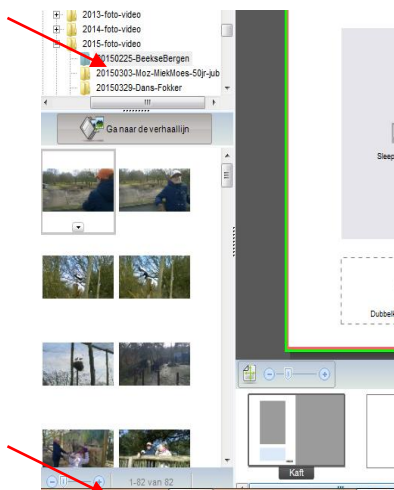 2013-foto-video
2014-foto-video
2015-foto-video
20150225-BeekseBergen
20150303-Moz-MiekMoes-50jr-jub
20150329-Dans-Fokker
Ga naar de verhaallijn
Sleep
Dubbelk
1-82 van 82
Kaft